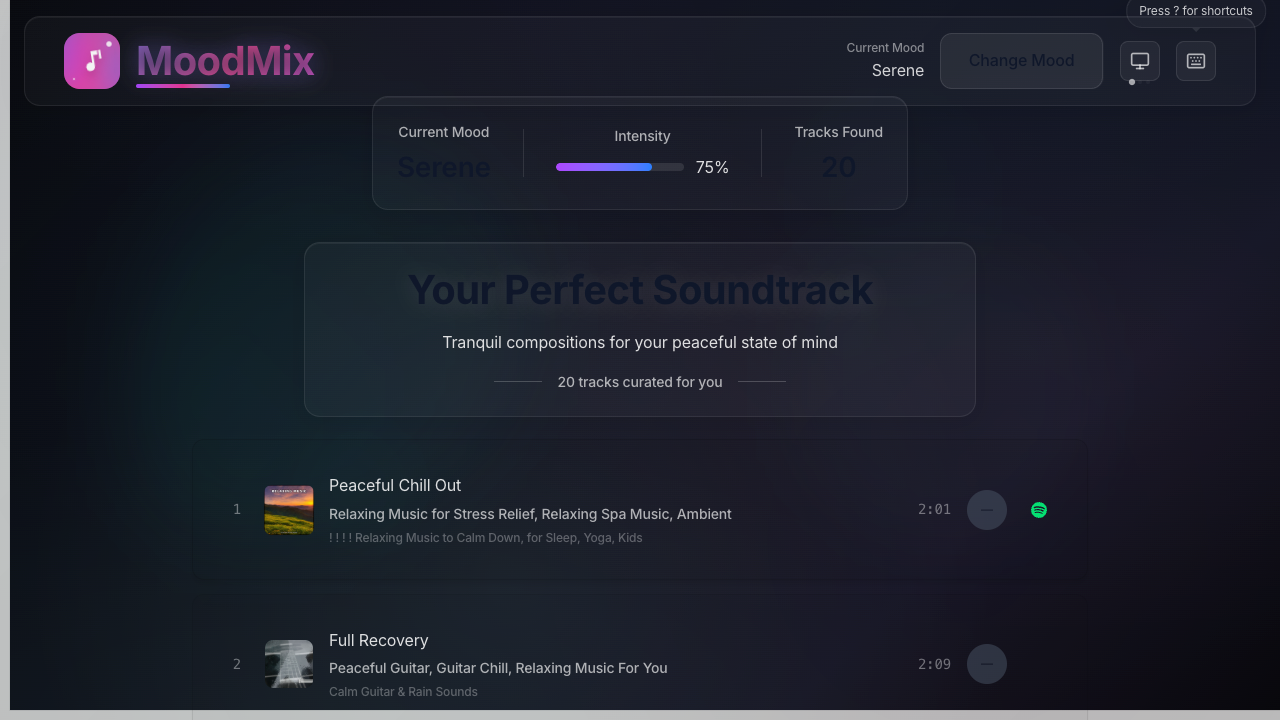 Press ? for shortcuts
MoodMix
Current Mood
Serene
Change Mood
Current Mood
Serene
Intensity
75%
Tracks Found
20
Your Perfect Soundtrack
Tranquil compositions for your peaceful state of mind
20 tracks curated for you
1
Peaceful Chill Out
Relaxing Music for Stress Relief, Relaxing Spa Music, Ambient
! ! ! ! Relaxing Music to Calm Down, for Sleep, Yoga, Kids
2:01
2
Full Recovery
Peaceful Guitar, Guitar Chill, Relaxing Music For You
Calm Guitar & Rain Sounds
2:09